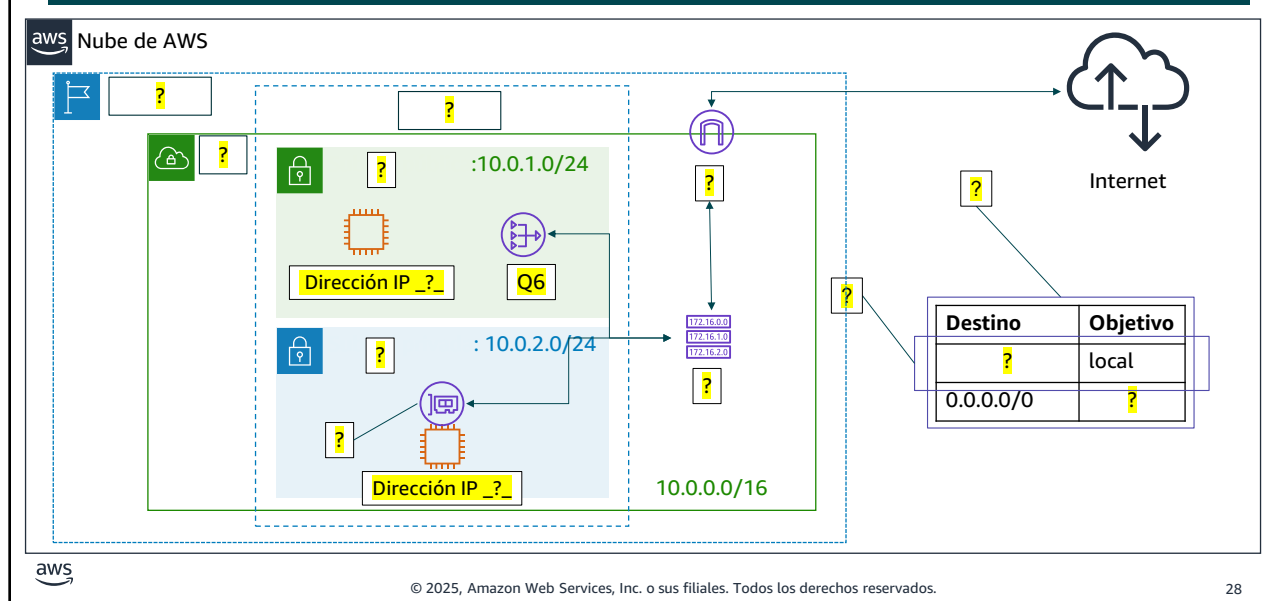 aws
Nube de AWS
?
?
?
?
:10.0.1.0/24
?
Internet
?
Dirección IP _?_
Q6
?
172.16.0.0
172.16.1.0
172.16.2.0
?
?
: 10.0.2.0/24
?
Dirección IP _?_
10.0.0.0/16
Destino Objetivo
? local
0.0.0.0/0 ?
aws
© 2025, Amazon Web Services, Inc. o sus filiales. Todos los derechos reservados.
28